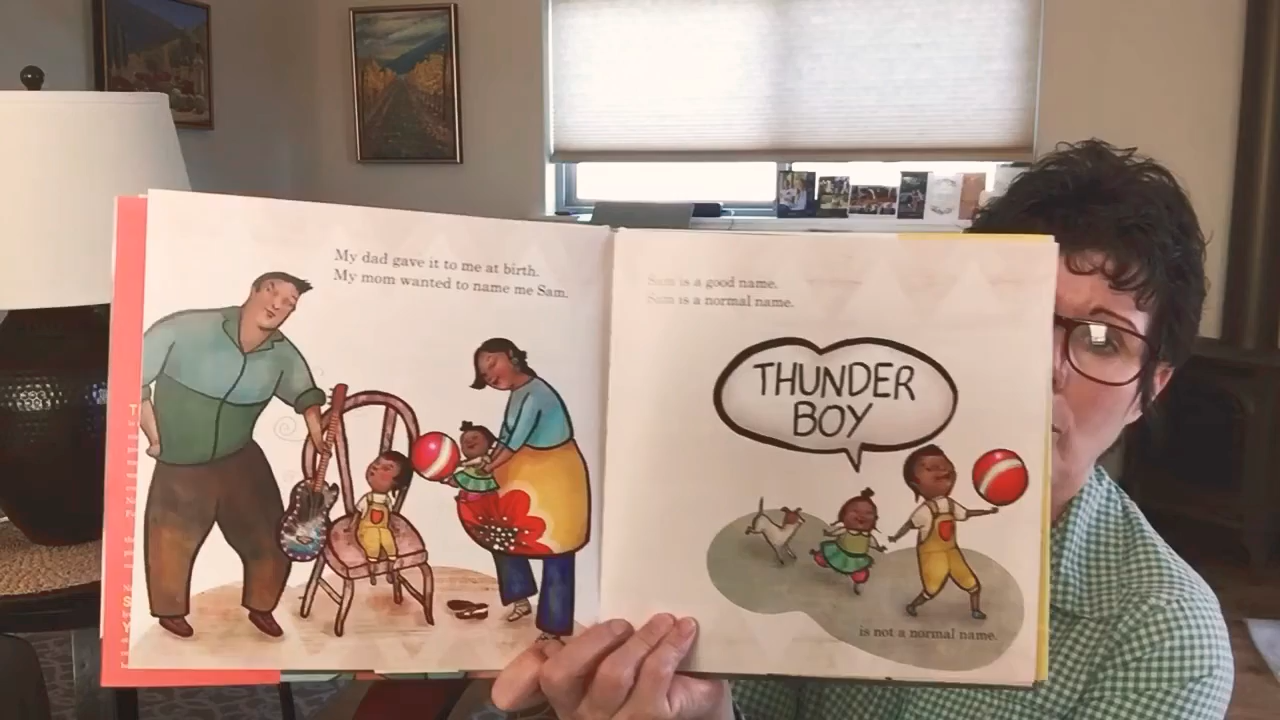 My dad gave it to me at birth.
My mom wanted to name me Sam.
Sam is a good name.
Sam is a normal name.
THUNDER
BOY
is not a normal name.